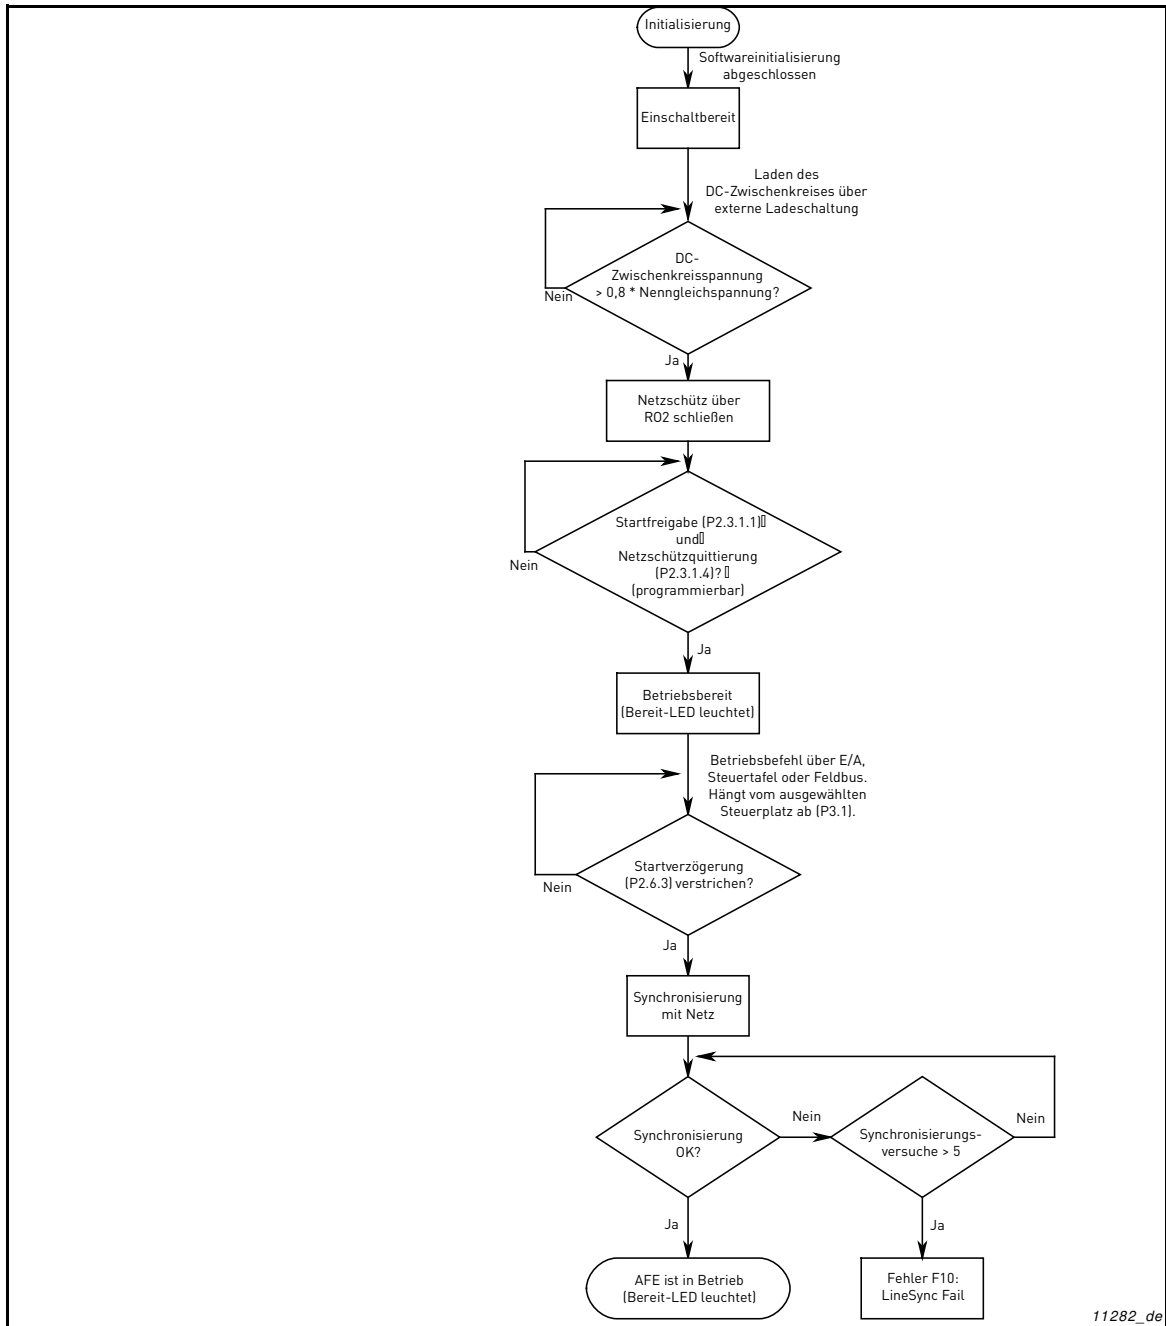 Initialisierung
Softwareinitialisierung
abgeschlossen
Einschaltbereit
Laden des
DC-Zwischenkreises über
externe Ladeschaltung
DC-
Zwischenkreisspannung
> 0,8 * Nenngleichspannung?
Nein
Ja
Netzschütz über
RO2 schließen
Startfreigabe (P2.3.1.1)▯
und▯
Netzschützquittierung
(P2.3.1.4)? ▯
(programmierbar)
Nein
Ja
Betriebsbereit
(Bereit-LED leuchtet)
Betriebsbefehl über E/A,
Steuertafel oder Feldbus.
Hängt vom ausgewählten
Steuerplatz ab (P3.1).
Startverzögerung
(P2.6.3) verstrichen?
Nein
Ja
Synchronisierung
mit Netz
Synchronisierung
OK?
Nein
Synchronisierungs-
versuche > 5
Nein
Ja
Ja
AFE ist in Betrieb
(Bereit-LED leuchtet)
Fehler F10:
LineSync Fail
11282_de